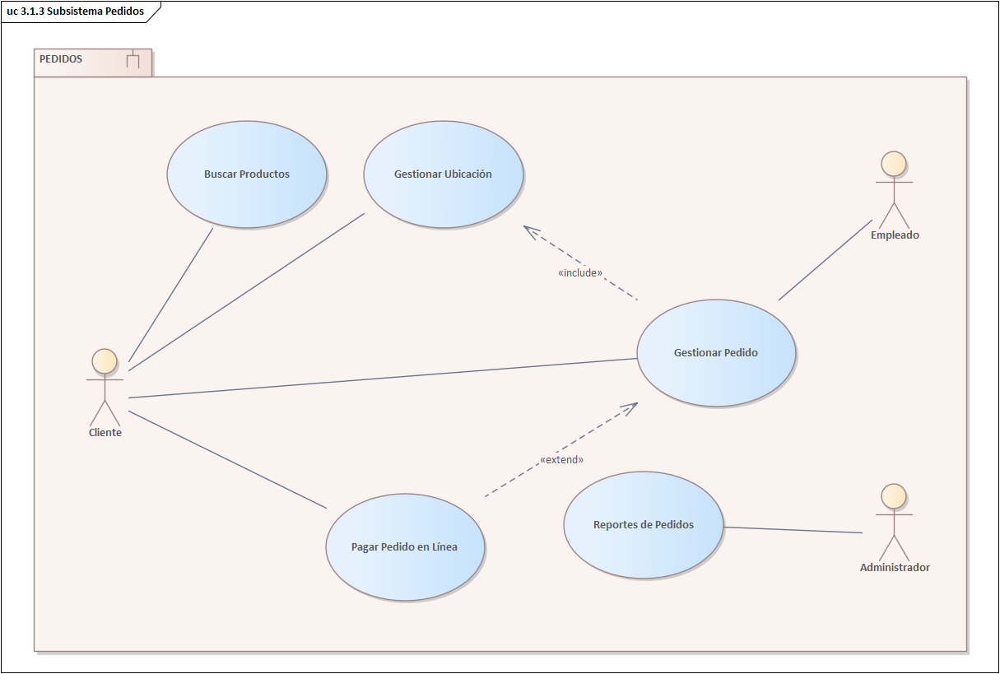 uc 3.1.3 Subsistema Pedidos
PEDIDOS
Buscar Productos
Gestionar Ubicación
Empleado
«include»
Gestionar Pedido
Cliente
«extend»
Pagar Pedido en Línea
Reportes de Pedidos
Administrador